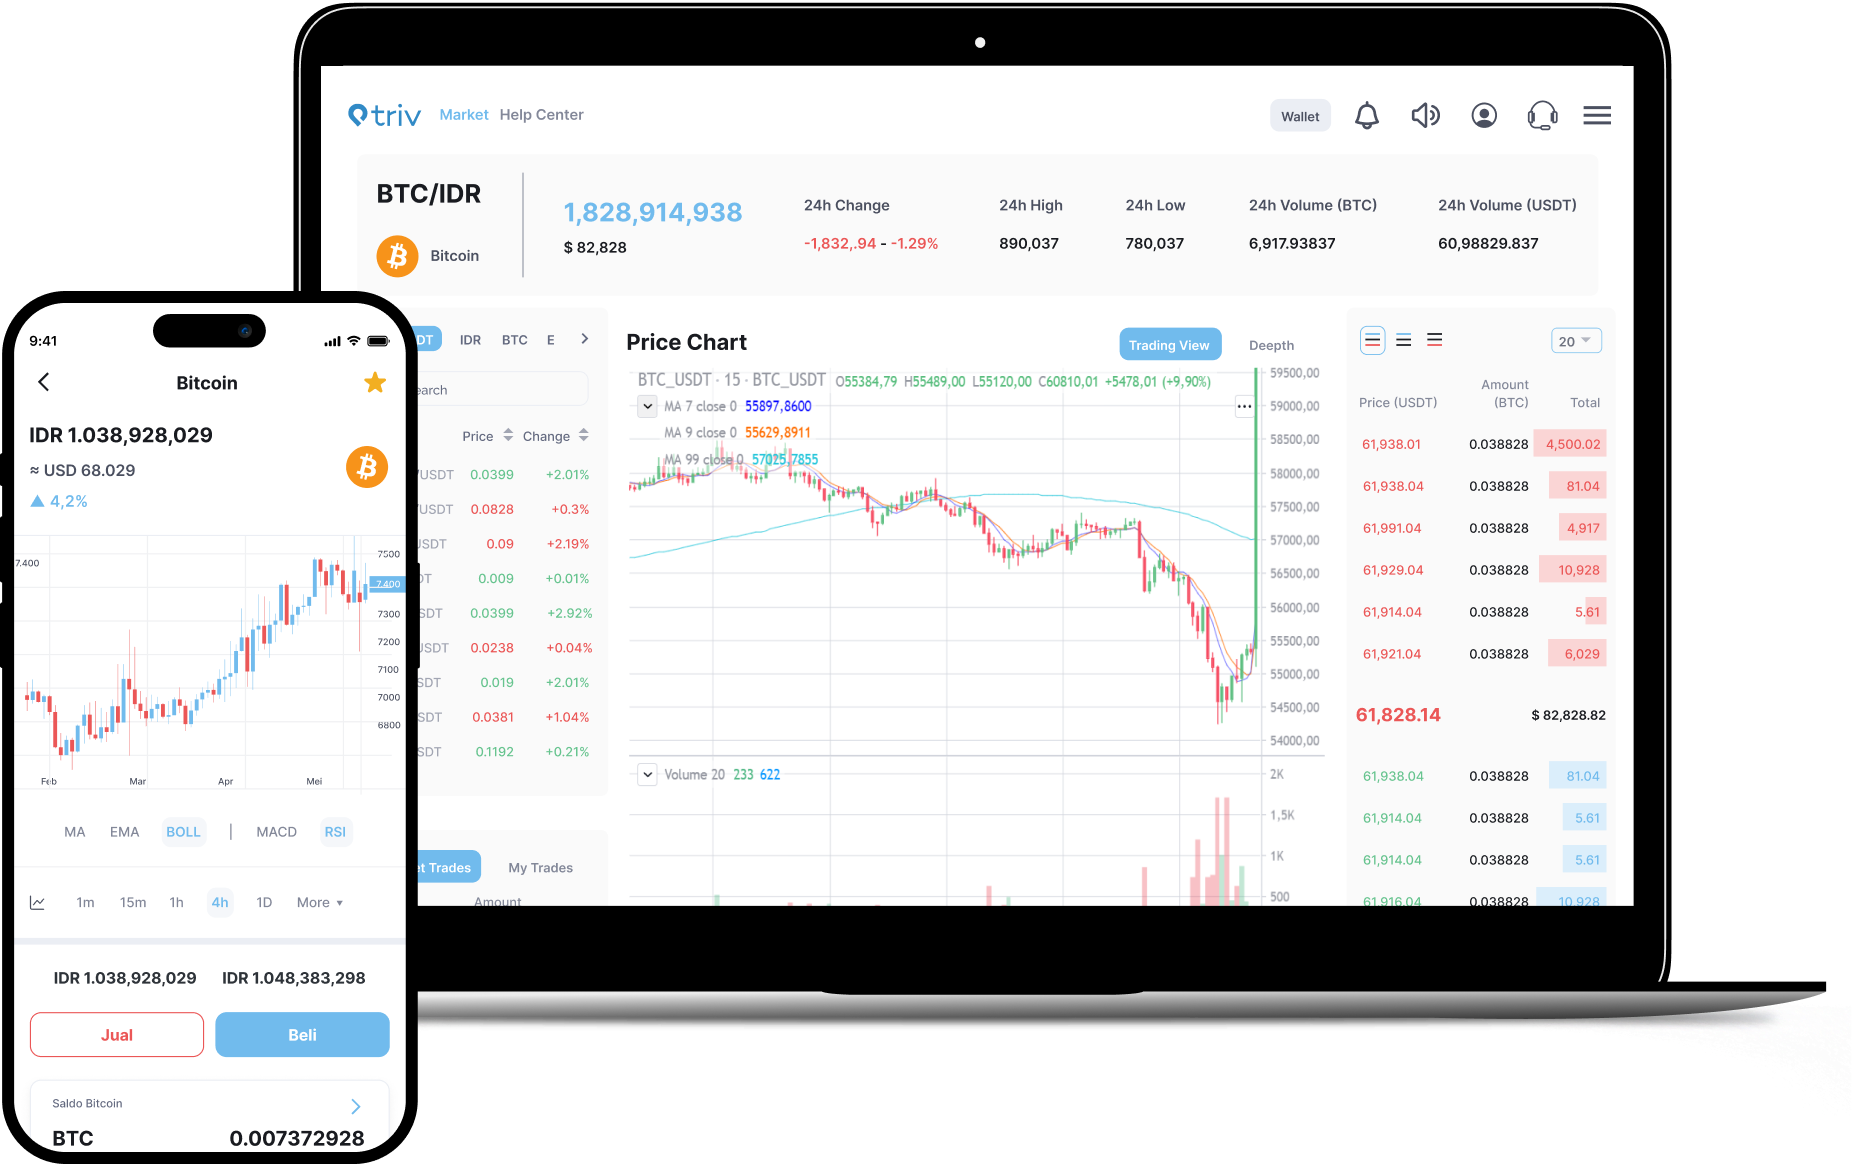 triv Market Help Center Wallet
BTC/IDR
Bitcoin
1,828,914,938
$ 82,828
24h Change
-1,832,.94 - -1.29%
24h High
890,037
24h Low
780,037
24h Volume (BTC)
6,917.93837
24h Volume (USDT)
60,98829.837
DT IDR BTC E
earch
Price Change
/USDT 0.0399 +2.01%
/USDT 0.0828 +0.3%
USDT 0.09 +2.19%
DT 0.009 +0.01%
SDT 0.0399 +2.92%
USDT 0.0238 +0.04%
SDT 0.019 +2.01%
SDT 0.0381 +1.04%
SDT 0.1192 +0.21%
et Trades My Trades
Amount
Price Chart
Trading View Deepth
BTC_USDT · 15 · BTC_USDT O55384,79 H55489,00 L55120,00 C60810,01 +5478,01 (+9,90%)
MA 7 close 0 55897,8600
MA 9 close 0 55629,8911
MA 99 close 0 57025,7855
59500,00
59000,00
58500,00
58000,00
57500,00
57000,00
56500,00
56000,00
55500,00
55000,00
54500,00
54000,00
Volume 20 233 622
2K
1,5K
1K
500
20
Price (USDT) Amount (BTC) Total
61,938.01 0.038828 4,500.02
61,938.04 0.038828 81.04
61,991.04 0.038828 4,917
61,929.04 0.038828 10,928
61,914.04 0.038828 5.61
61,921.04 0.038828 6,029
61,828.14 $ 82,828.82
61,938.04 0.038828 81.04
61,914.04 0.038828 5.61
61,914.04 0.038828 5.61
61,916.04 0.038828 10,928
9:41
Bitcoin
IDR 1.038,928,029
≈ USD 68.029
▲ 4,2%
7.400
7500
7.400
7300
7200
7100
7000
6800
Feb Mar Apr Mei
MA EMA BOLL | MACD RSI
1m 15m 1h 4h 1D More ▾
IDR 1.038,928,029 IDR 1.048,383,298
Jual Beli
Saldo Bitcoin
BTC 0.007372928